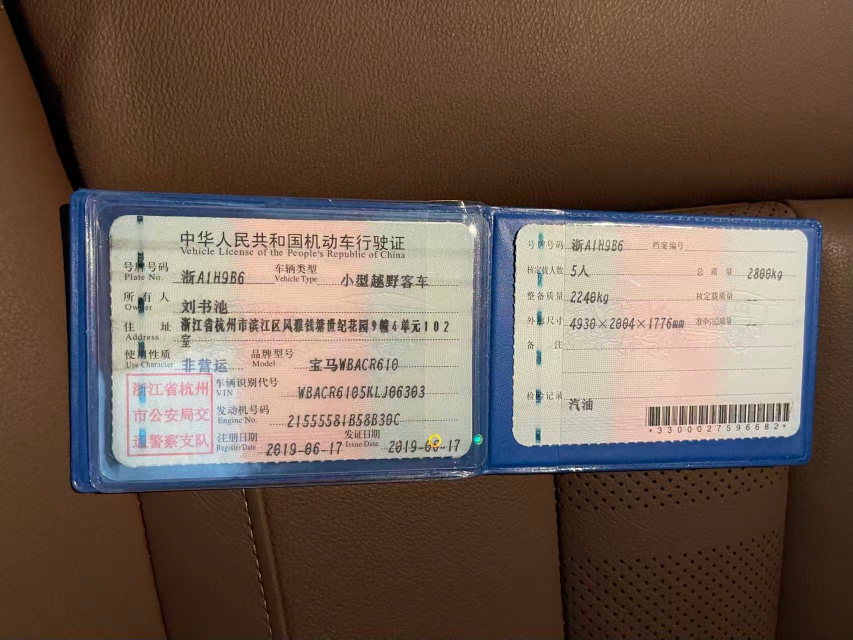 中华人民共和国机动车行驶证
Vehicle License of the People's Republic of China
号牌号码 浙A1H9B6 车辆类型 小型越野客车
Plate No. Vehicle Type
所有人 刘书池
Owner
住址 浙江省杭州市滨江区风雅钱塘世纪花园9幢4单元102
Address 室
使用性质 非营运 品牌型号 宝马WBACR610
Use Character Model
浙江省杭州
市公安局交
通警察支队
车辆识别代号 WBACR6105KLJ06303
VIN
发动机号码 21555581B58B30C
Engine No.
注册日期 2019-06-17 发证日期 2019-06-17
Register Date Issue Date
号牌号码 浙A1H9B6 档案编号
核定载人数 5人 总质量 2800kg
整备质量 2240kg 核定载质量 --
外廓尺寸 4930×2004×1776mm 准牵引总质量 --
备注
检验记录 汽油
*3300027596662*